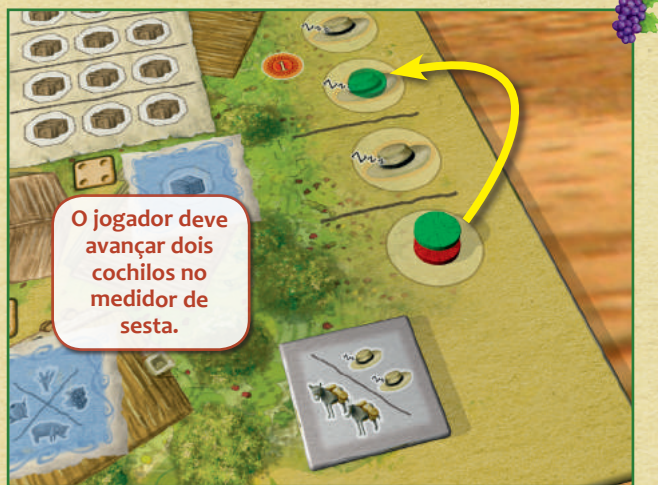 O jogador deve
avançar dois
cochilos no
medidor de
sesta.